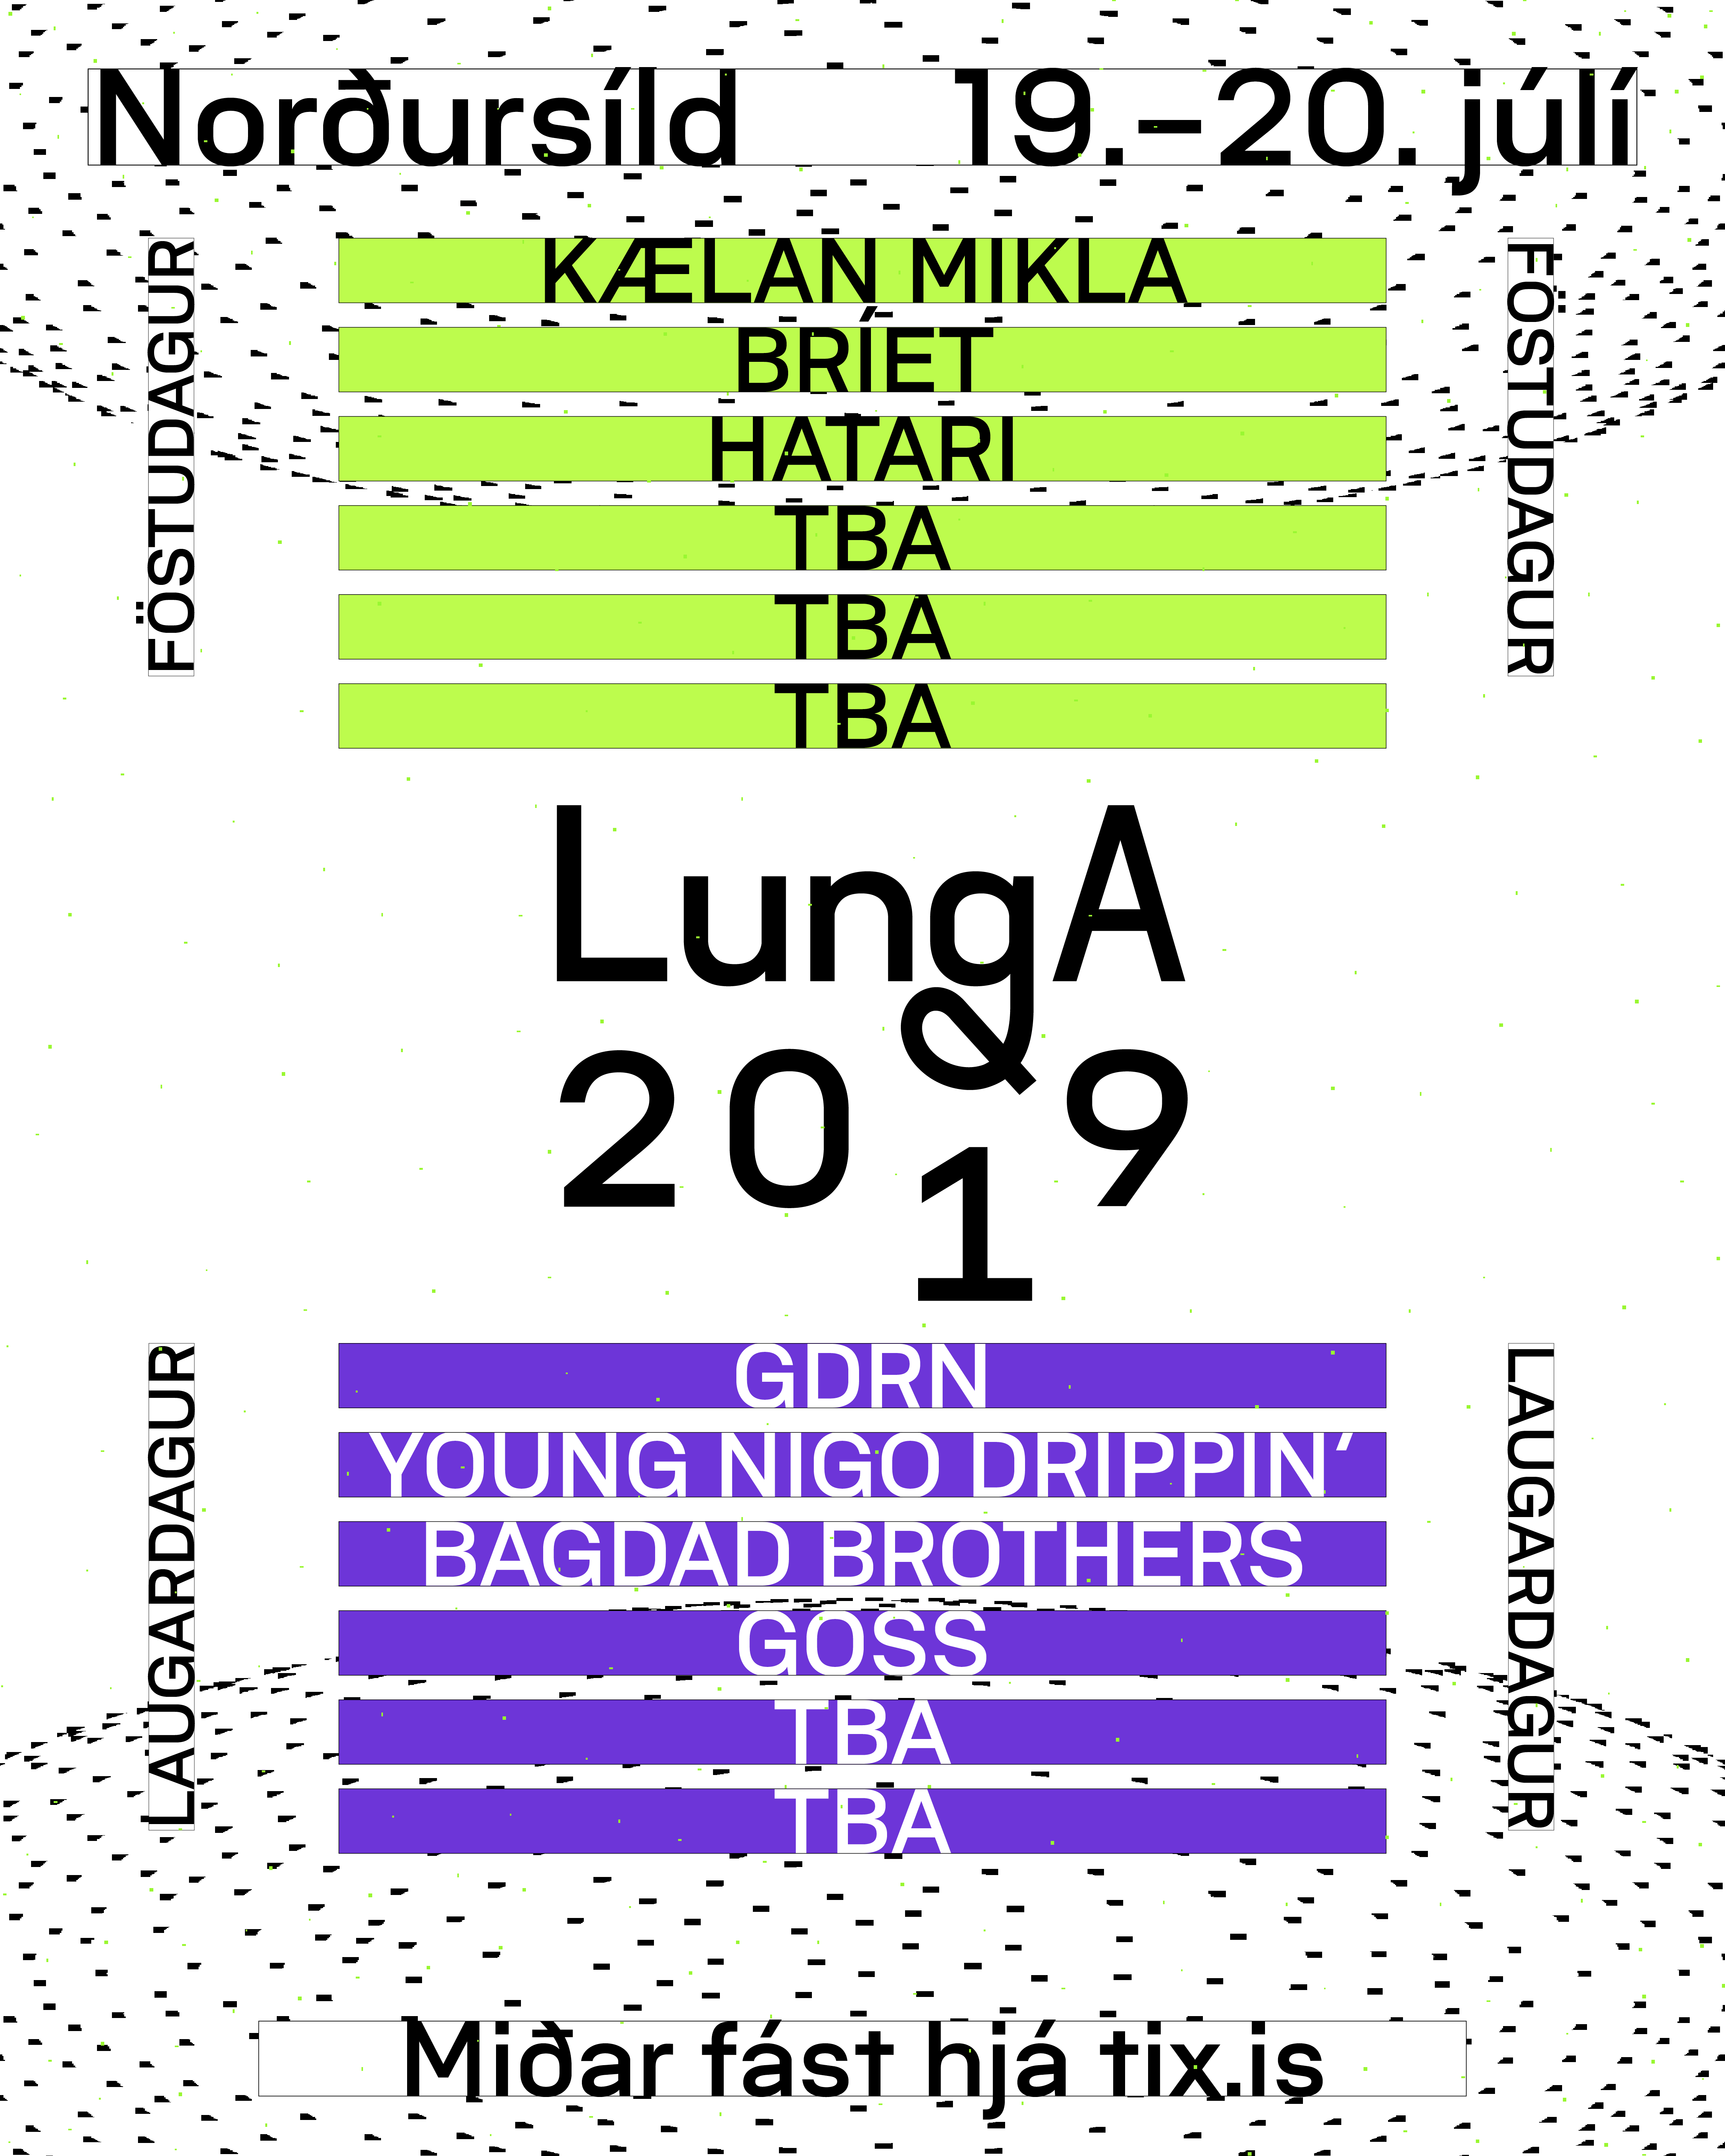 Norðursíld 19.–20. júlí
FÖSTUDAGUR
FÖSTUDAGUR
KÆLAN MIKLA
BRÍET
HATARI
TBA
TBA
TBA
LungA
2019
LAUGARDAGUR
LAUGARDAGUR
GDRN
YOUNG NIGO DRIPPIN’
BAGDAD BROTHERS
GOSS
TBA
TBA
Miðar fást hjá tix.is